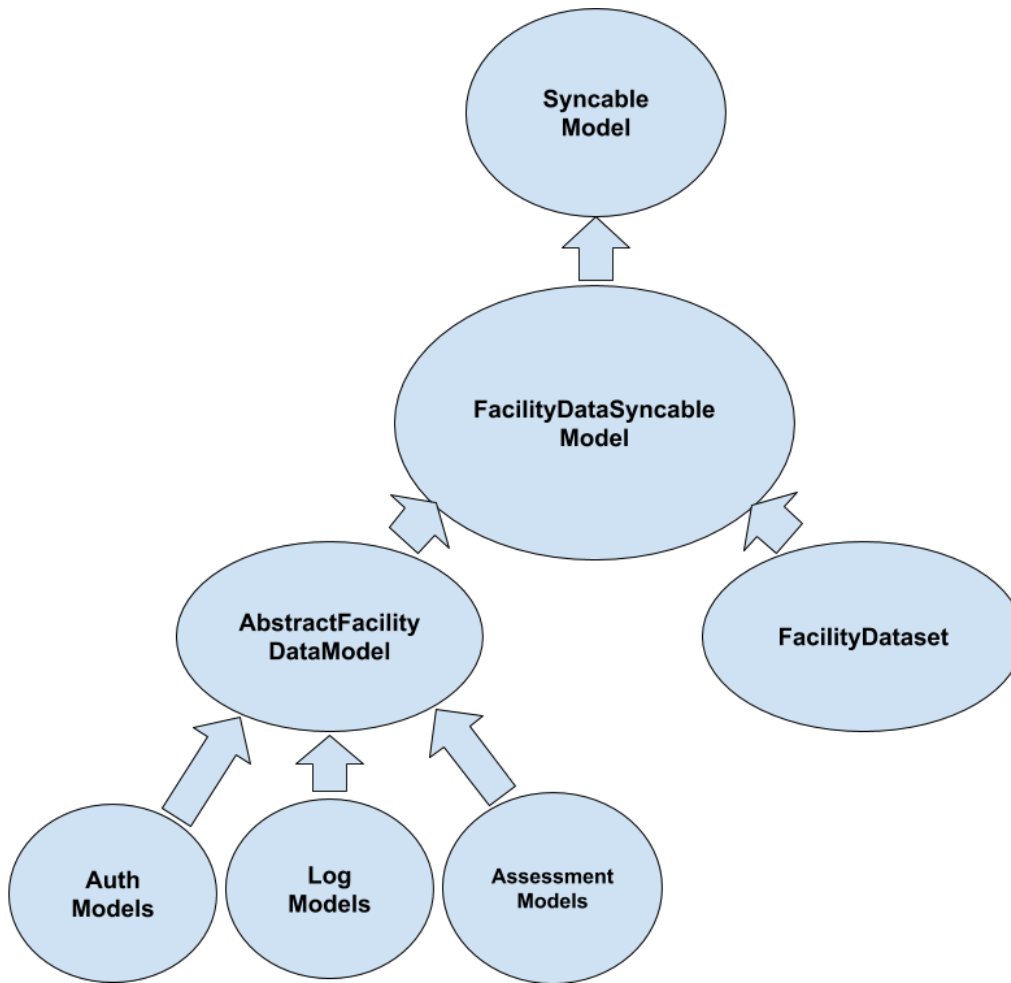 Syncable
Model
FacilityDataSyncable
Model
AbstractFacility
DataModel
FacilityDataset
Auth
Models
Log
Models
Assessment
Models